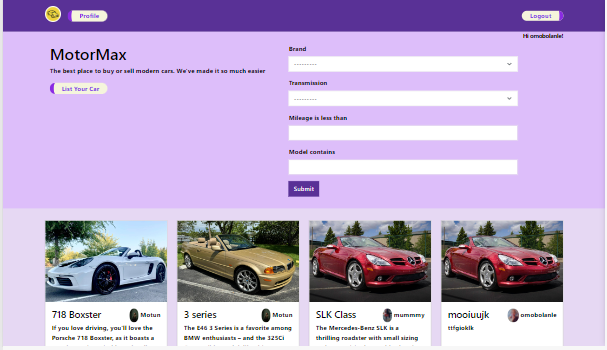 Profile
Logout
Hi omobolanle!
MotorMax
The best place to buy or sell modern cars. We've made it so much easier
List Your Car
Brand
---------
Transmission
---------
Mileage is less than
Model contains
Submit
718 Boxster
Motun
If you love driving, you'll love the
Porsche 718 Boxster, as it boasts a
3 series
Motun
The E46 3 Series is a favorite among
BMW enthusiasts – and the 325Ci
SLK Class
mummmy
The Mercedes-Benz SLK is a
thrilling roadster with small sizing
mooiuujk
omobolanle
ttfgioklk